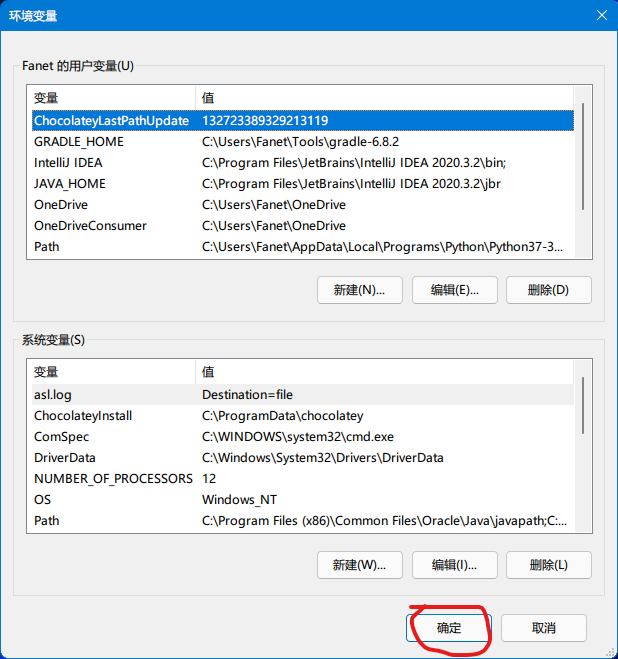 环境变量
Fanet 的用户变量(U)
变量 值
ChocolateyLastPathUpdate 132723389329213119
GRADLE_HOME C:\Users\Fanet\Tools\gradle-6.8.2
IntelliJ IDEA C:\Program Files\JetBrains\IntelliJ IDEA 2020.3.2\bin;
JAVA_HOME C:\Program Files\JetBrains\IntelliJ IDEA 2020.3.2\jbr
OneDrive C:\Users\Fanet\OneDrive
OneDriveConsumer C:\Users\Fanet\OneDrive
Path C:\Users\Fanet\AppData\Local\Programs\Python\Python37-3...
新建(N)... 编辑(E)... 删除(D)
系统变量(S)
变量 值
asl.log Destination=file
ChocolateyInstall C:\ProgramData\chocolatey
ComSpec C:\WINDOWS\system32\cmd.exe
DriverData C:\Windows\System32\Drivers\DriverData
NUMBER_OF_PROCESSORS 12
OS Windows_NT
Path C:\Program Files (x86)\Common Files\Oracle\Java\javapath;C:...
新建(W)... 编辑(I)... 删除(L)
确定 取消